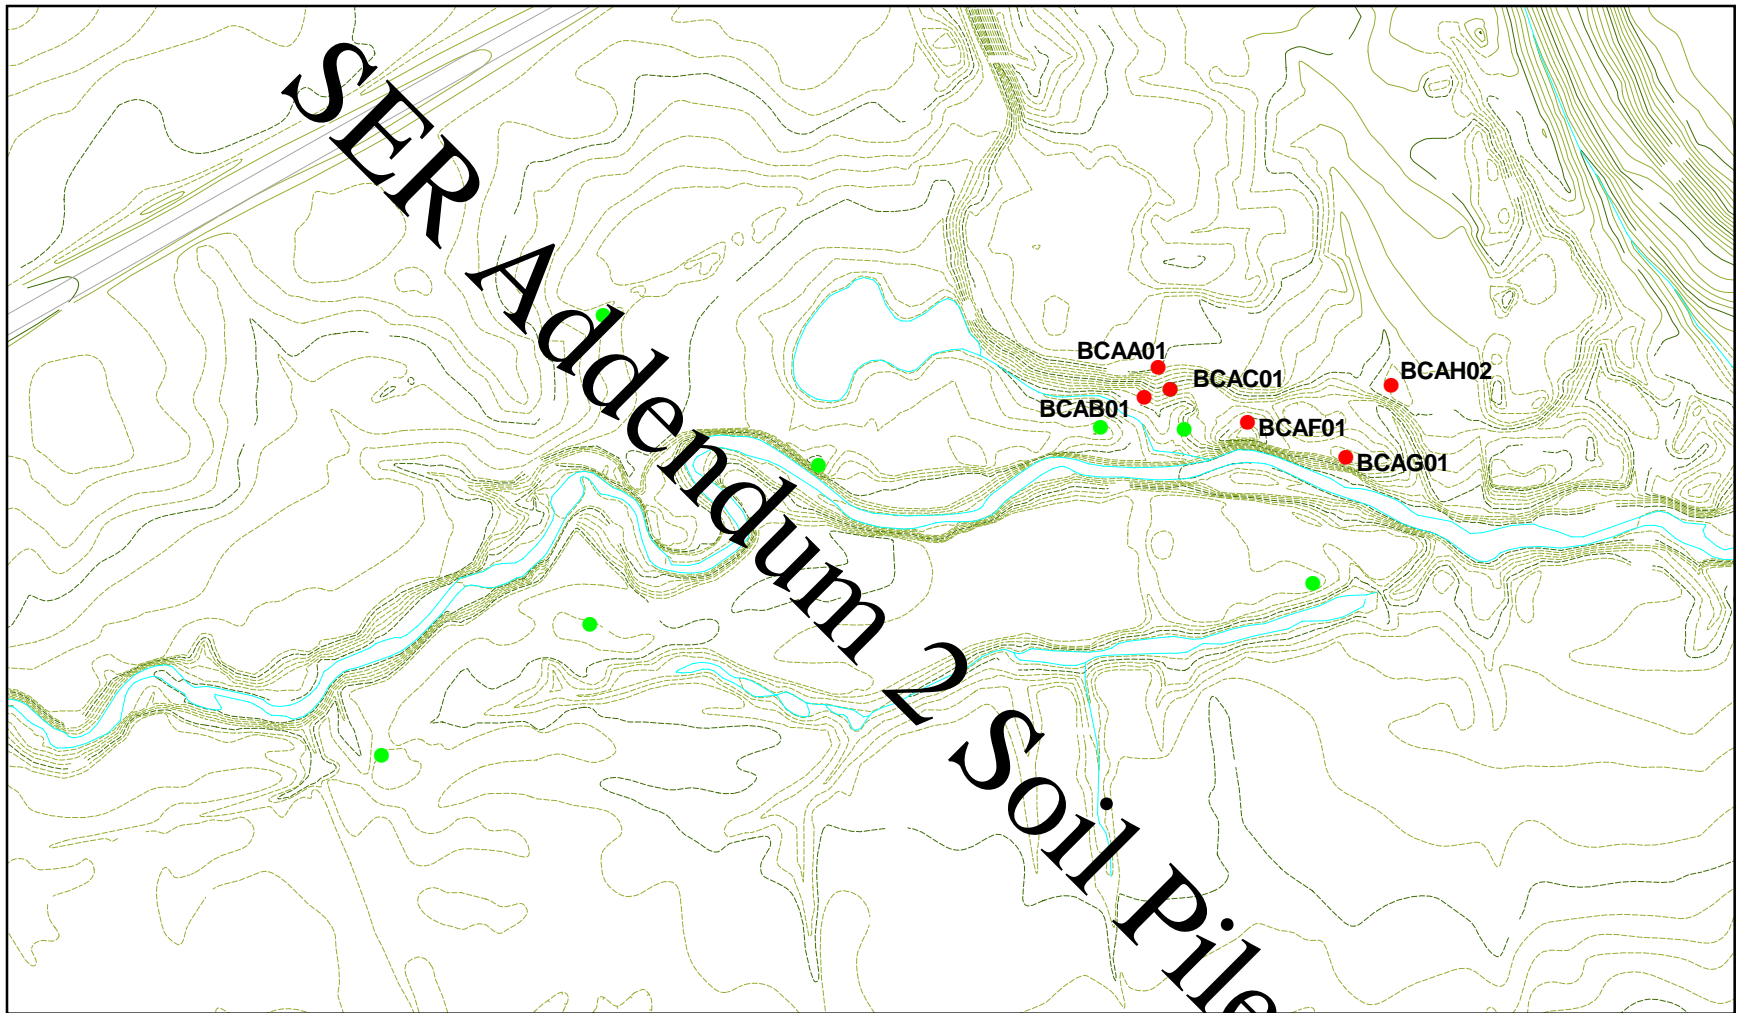 SER Addendum 2 Soil Pile
BCAA01
BCAC01
BCAH02
BCAB01
BCAF01
BCAG01